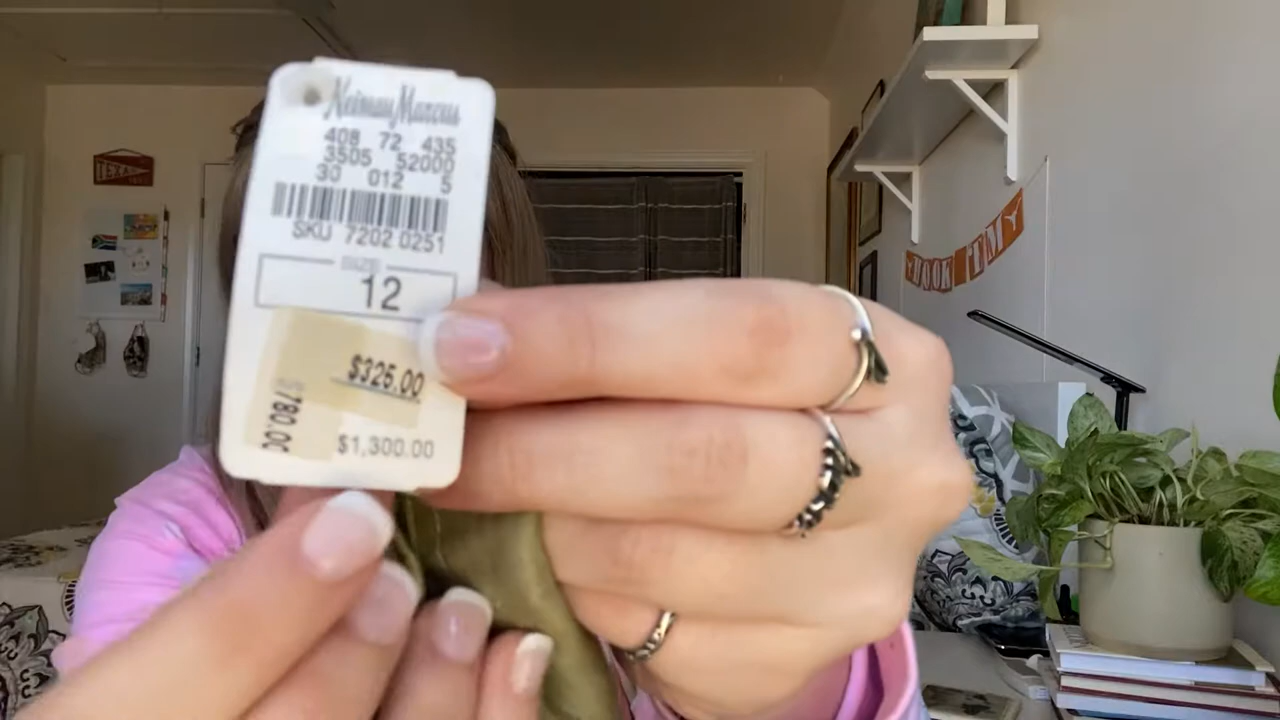 Neiman Marcus
408 72 435
3505 52000
30 012 5
SKU 7202 0251
SIZE
12
$325.00
780.00
$1,300.00
TEXAS
HOOK 'EM